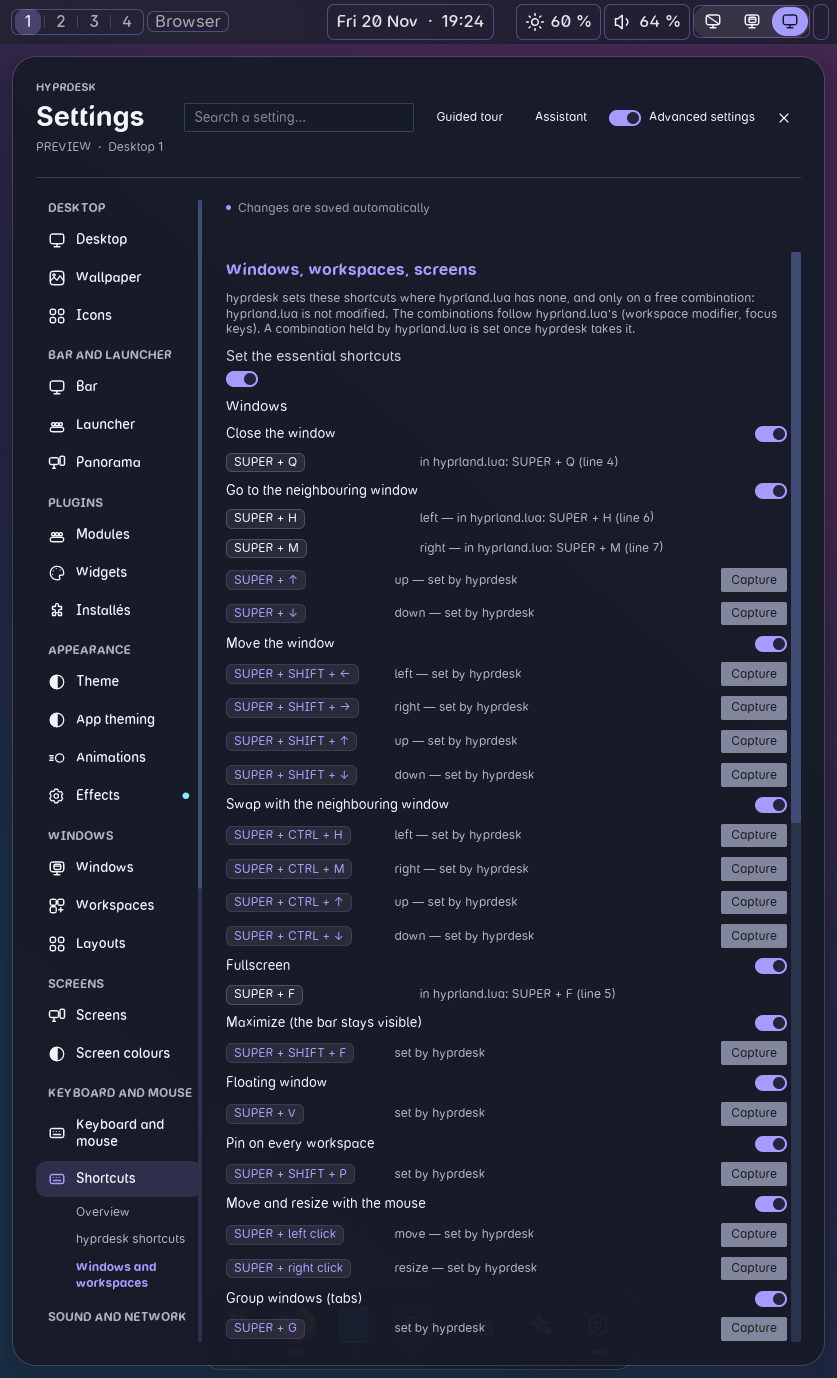 1 2 3 4 Browser Fri 20 Nov · 19:24 60 % 64 %
HYPRDESK
Settings
PREVIEW · Desktop 1
Search a setting...
Guided tour
Assistant
Advanced settings
DESKTOP
Desktop
Wallpaper
Icons
BAR AND LAUNCHER
Bar
Launcher
Panorama
PLUGINS
Modules
Widgets
Installés
APPEARANCE
Theme
App theming
Animations
Effects
WINDOWS
Windows
Workspaces
Layouts
SCREENS
Screens
Screen colours
KEYBOARD AND MOUSE
Keyboard and
mouse
Shortcuts
Overview
hyprdesk shortcuts
Windows and
workspaces
SOUND AND NETWORK
Changes are saved automatically
Windows, workspaces, screens
hyprdesk sets these shortcuts where hyprland.lua has none, and only on a free combination:
hyprland.lua is not modified. The combinations follow hyprland.lua's (workspace modifier, focus
keys). A combination held by hyprland.lua is set once hyprdesk takes it.
Set the essential shortcuts
Windows
Close the window
SUPER + Q in hyprland.lua: SUPER + Q (line 4)
Go to the neighbouring window
SUPER + H left — in hyprland.lua: SUPER + H (line 6)
SUPER + M right — in hyprland.lua: SUPER + M (line 7)
SUPER + ↑ up — set by hyprdesk Capture
SUPER + ↓ down — set by hyprdesk Capture
Move the window
SUPER + SHIFT + ← left — set by hyprdesk Capture
SUPER + SHIFT + → right — set by hyprdesk Capture
SUPER + SHIFT + ↑ up — set by hyprdesk Capture
SUPER + SHIFT + ↓ down — set by hyprdesk Capture
Swap with the neighbouring window
SUPER + CTRL + H left — set by hyprdesk Capture
SUPER + CTRL + M right — set by hyprdesk Capture
SUPER + CTRL + ↑ up — set by hyprdesk Capture
SUPER + CTRL + ↓ down — set by hyprdesk Capture
Fullscreen
SUPER + F in hyprland.lua: SUPER + F (line 5)
Maximize (the bar stays visible)
SUPER + SHIFT + F set by hyprdesk Capture
Floating window
SUPER + V set by hyprdesk Capture
Pin on every workspace
SUPER + SHIFT + P set by hyprdesk Capture
Move and resize with the mouse
SUPER + left click move — set by hyprdesk Capture
SUPER + right click resize — set by hyprdesk Capture
Group windows (tabs)
SUPER + G set by hyprdesk Capture